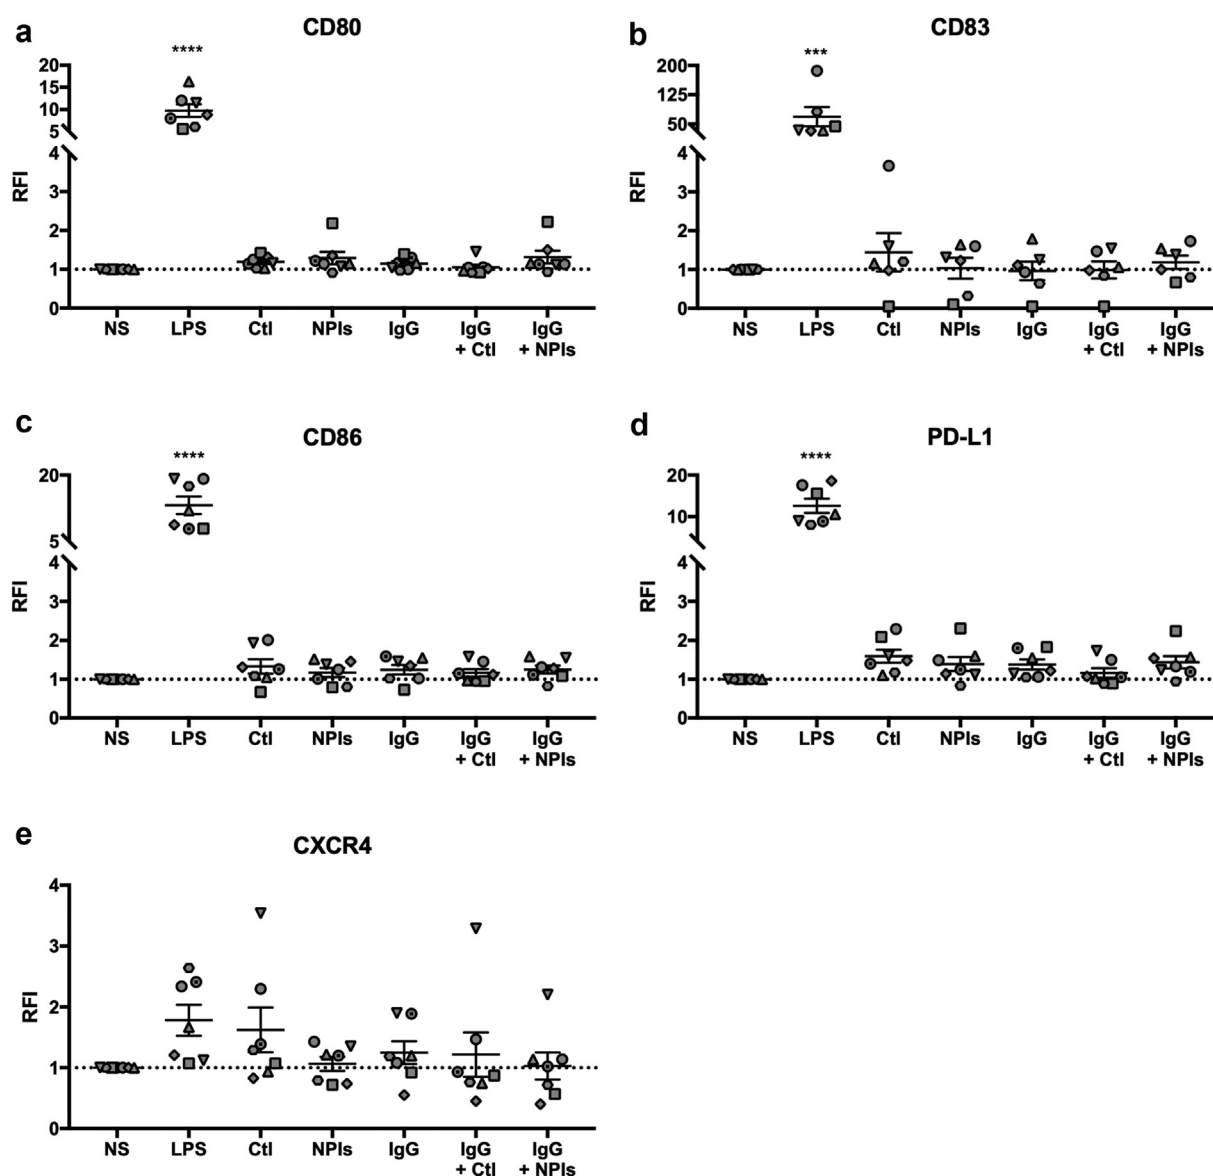 a
CD80
****
20
15
10
5
4
3
2
1
0
RFI
NS LPS Ctl NPIs IgG IgG + Ctl IgG + NPIs
b
CD83
***
200
125
50
4
3
2
1
0
RFI
NS LPS Ctl NPIs IgG IgG + Ctl IgG + NPIs
c
CD86
****
20
5
4
3
2
1
0
RFI
NS LPS Ctl NPIs IgG IgG + Ctl IgG + NPIs
d
PD-L1
****
20
10
4
3
2
1
0
RFI
NS LPS Ctl NPIs IgG IgG + Ctl IgG + NPIs
e
CXCR4
4
3
2
1
0
RFI
NS LPS Ctl NPIs IgG IgG + Ctl IgG + NPIs